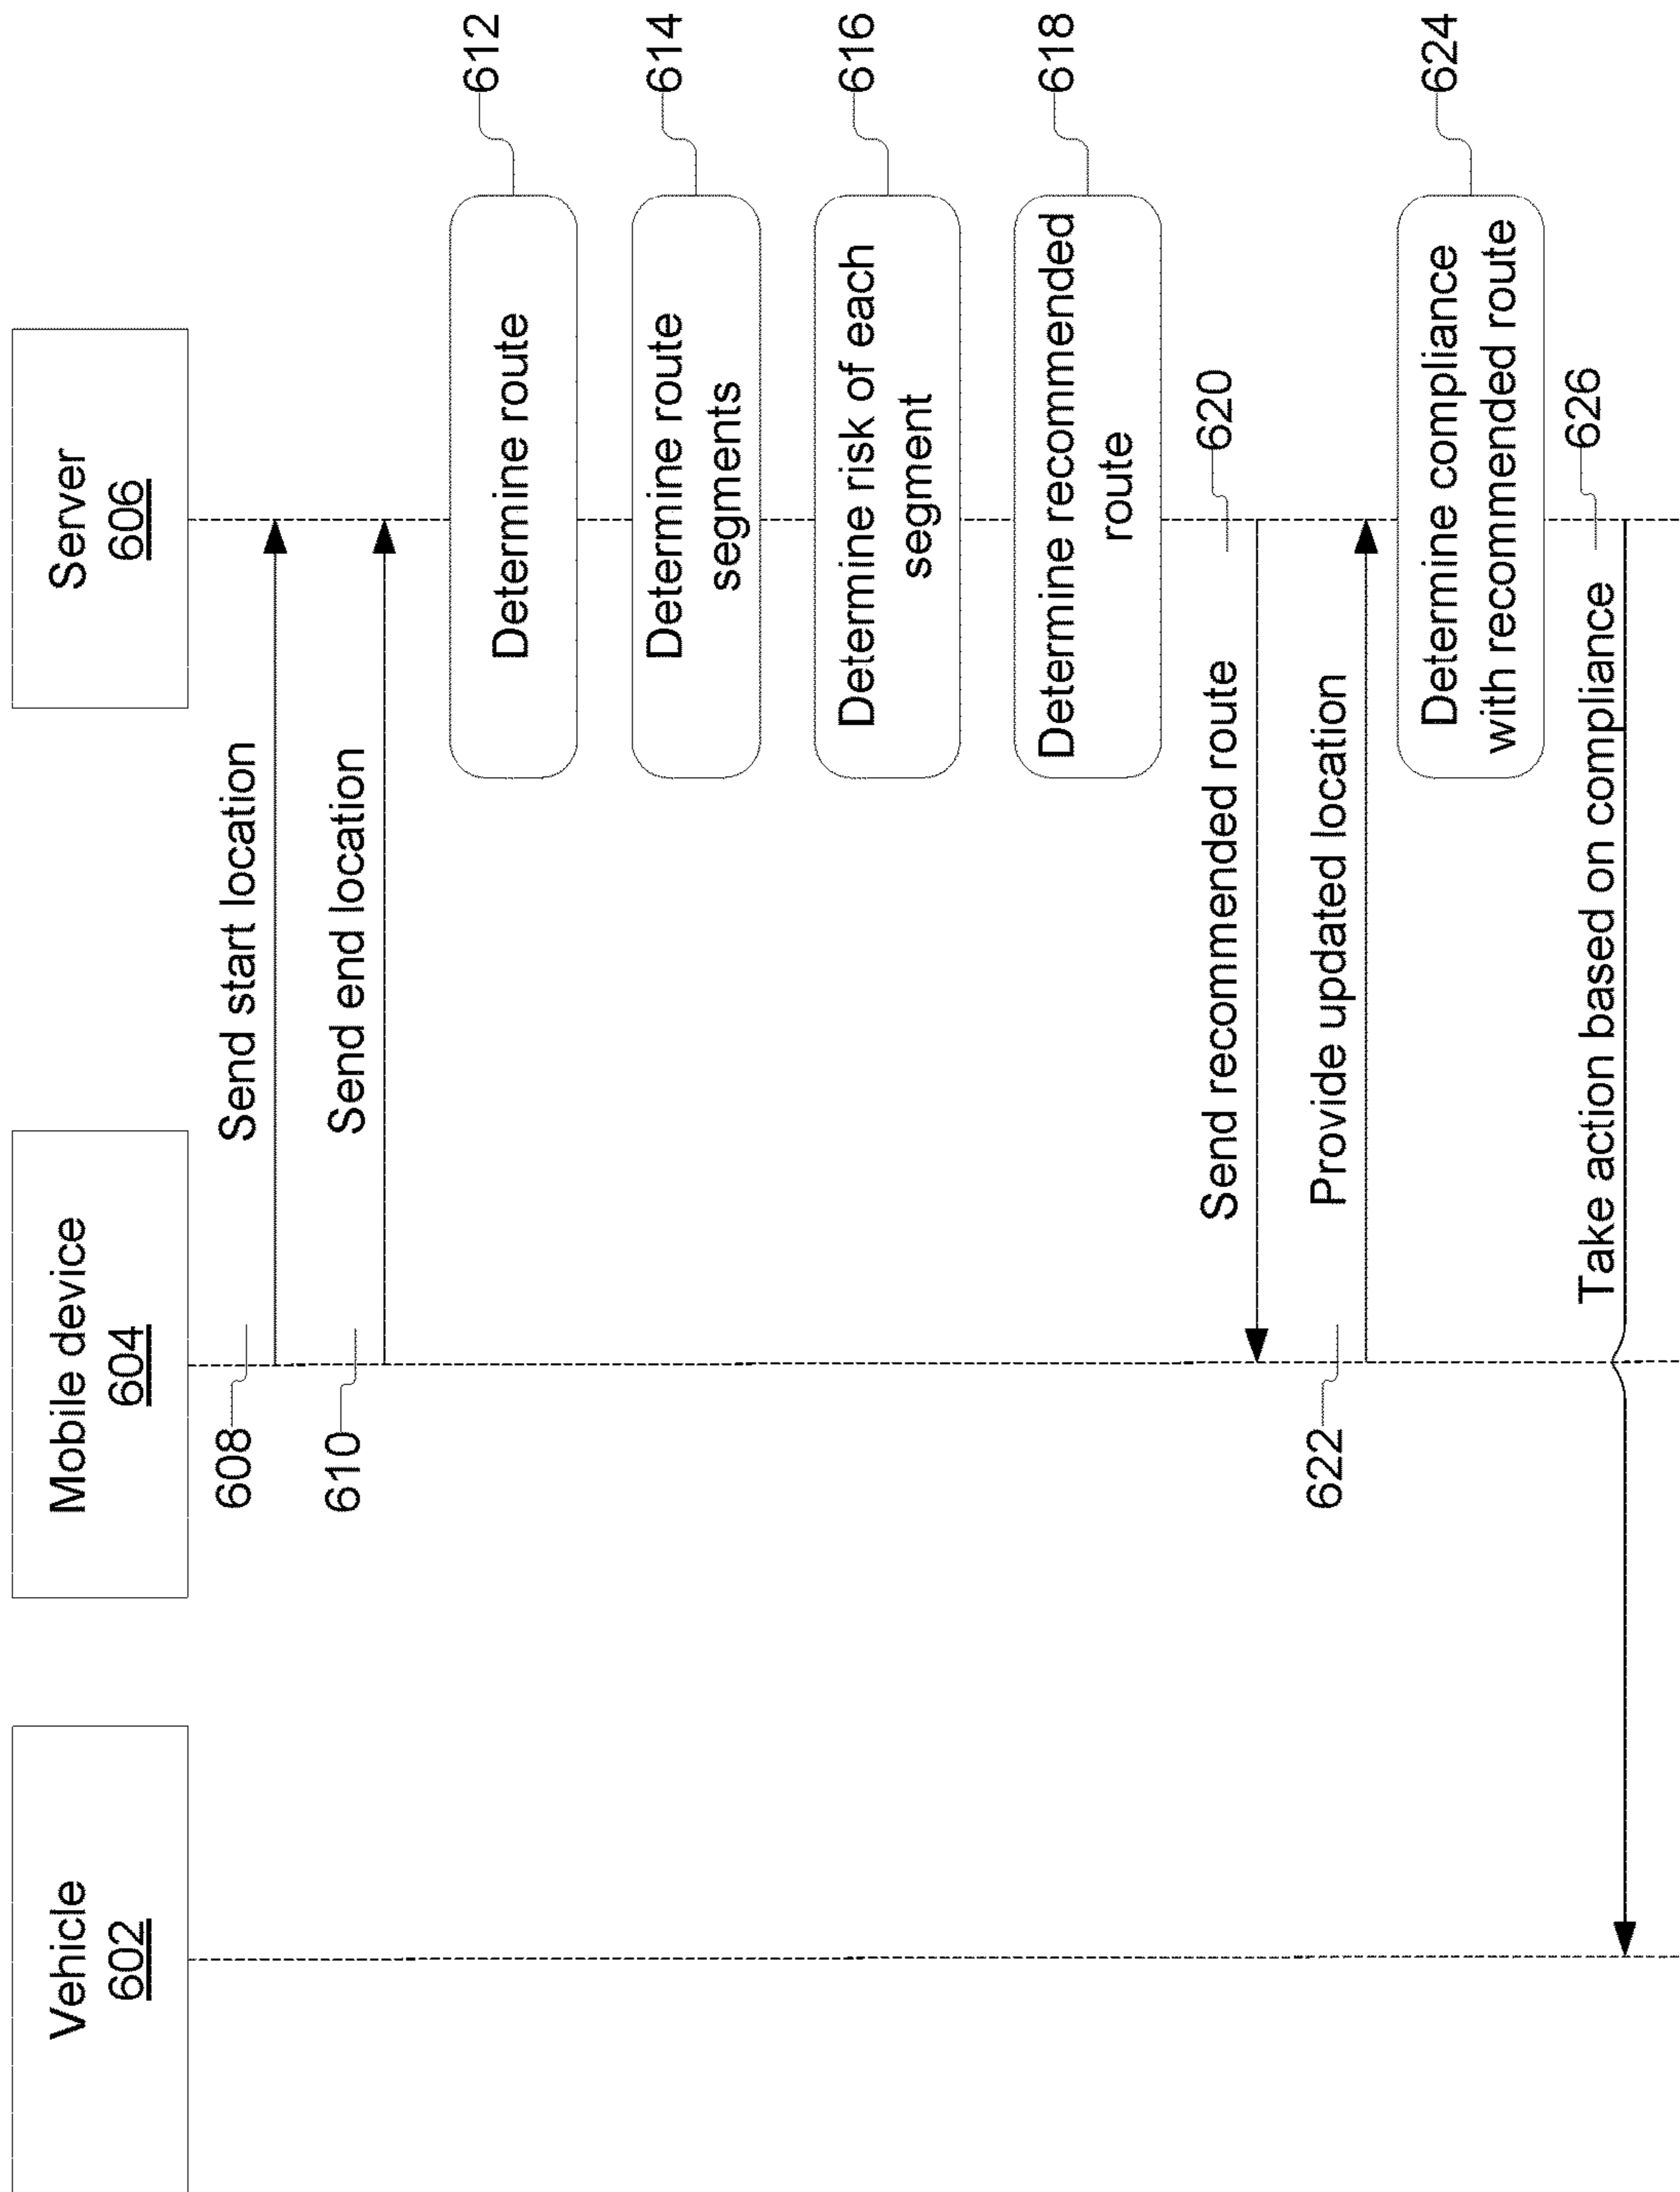 Vehicle
602
Mobile device
604
Server
606
608
Send start location
610
Send end location
Determine route
612
Determine route
segments
614
Determine risk of each
segment
616
Determine recommended
route
618
Send recommended route
620
622
Provide updated location
Determine compliance
with recommended route
624
Take action based on compliance
626